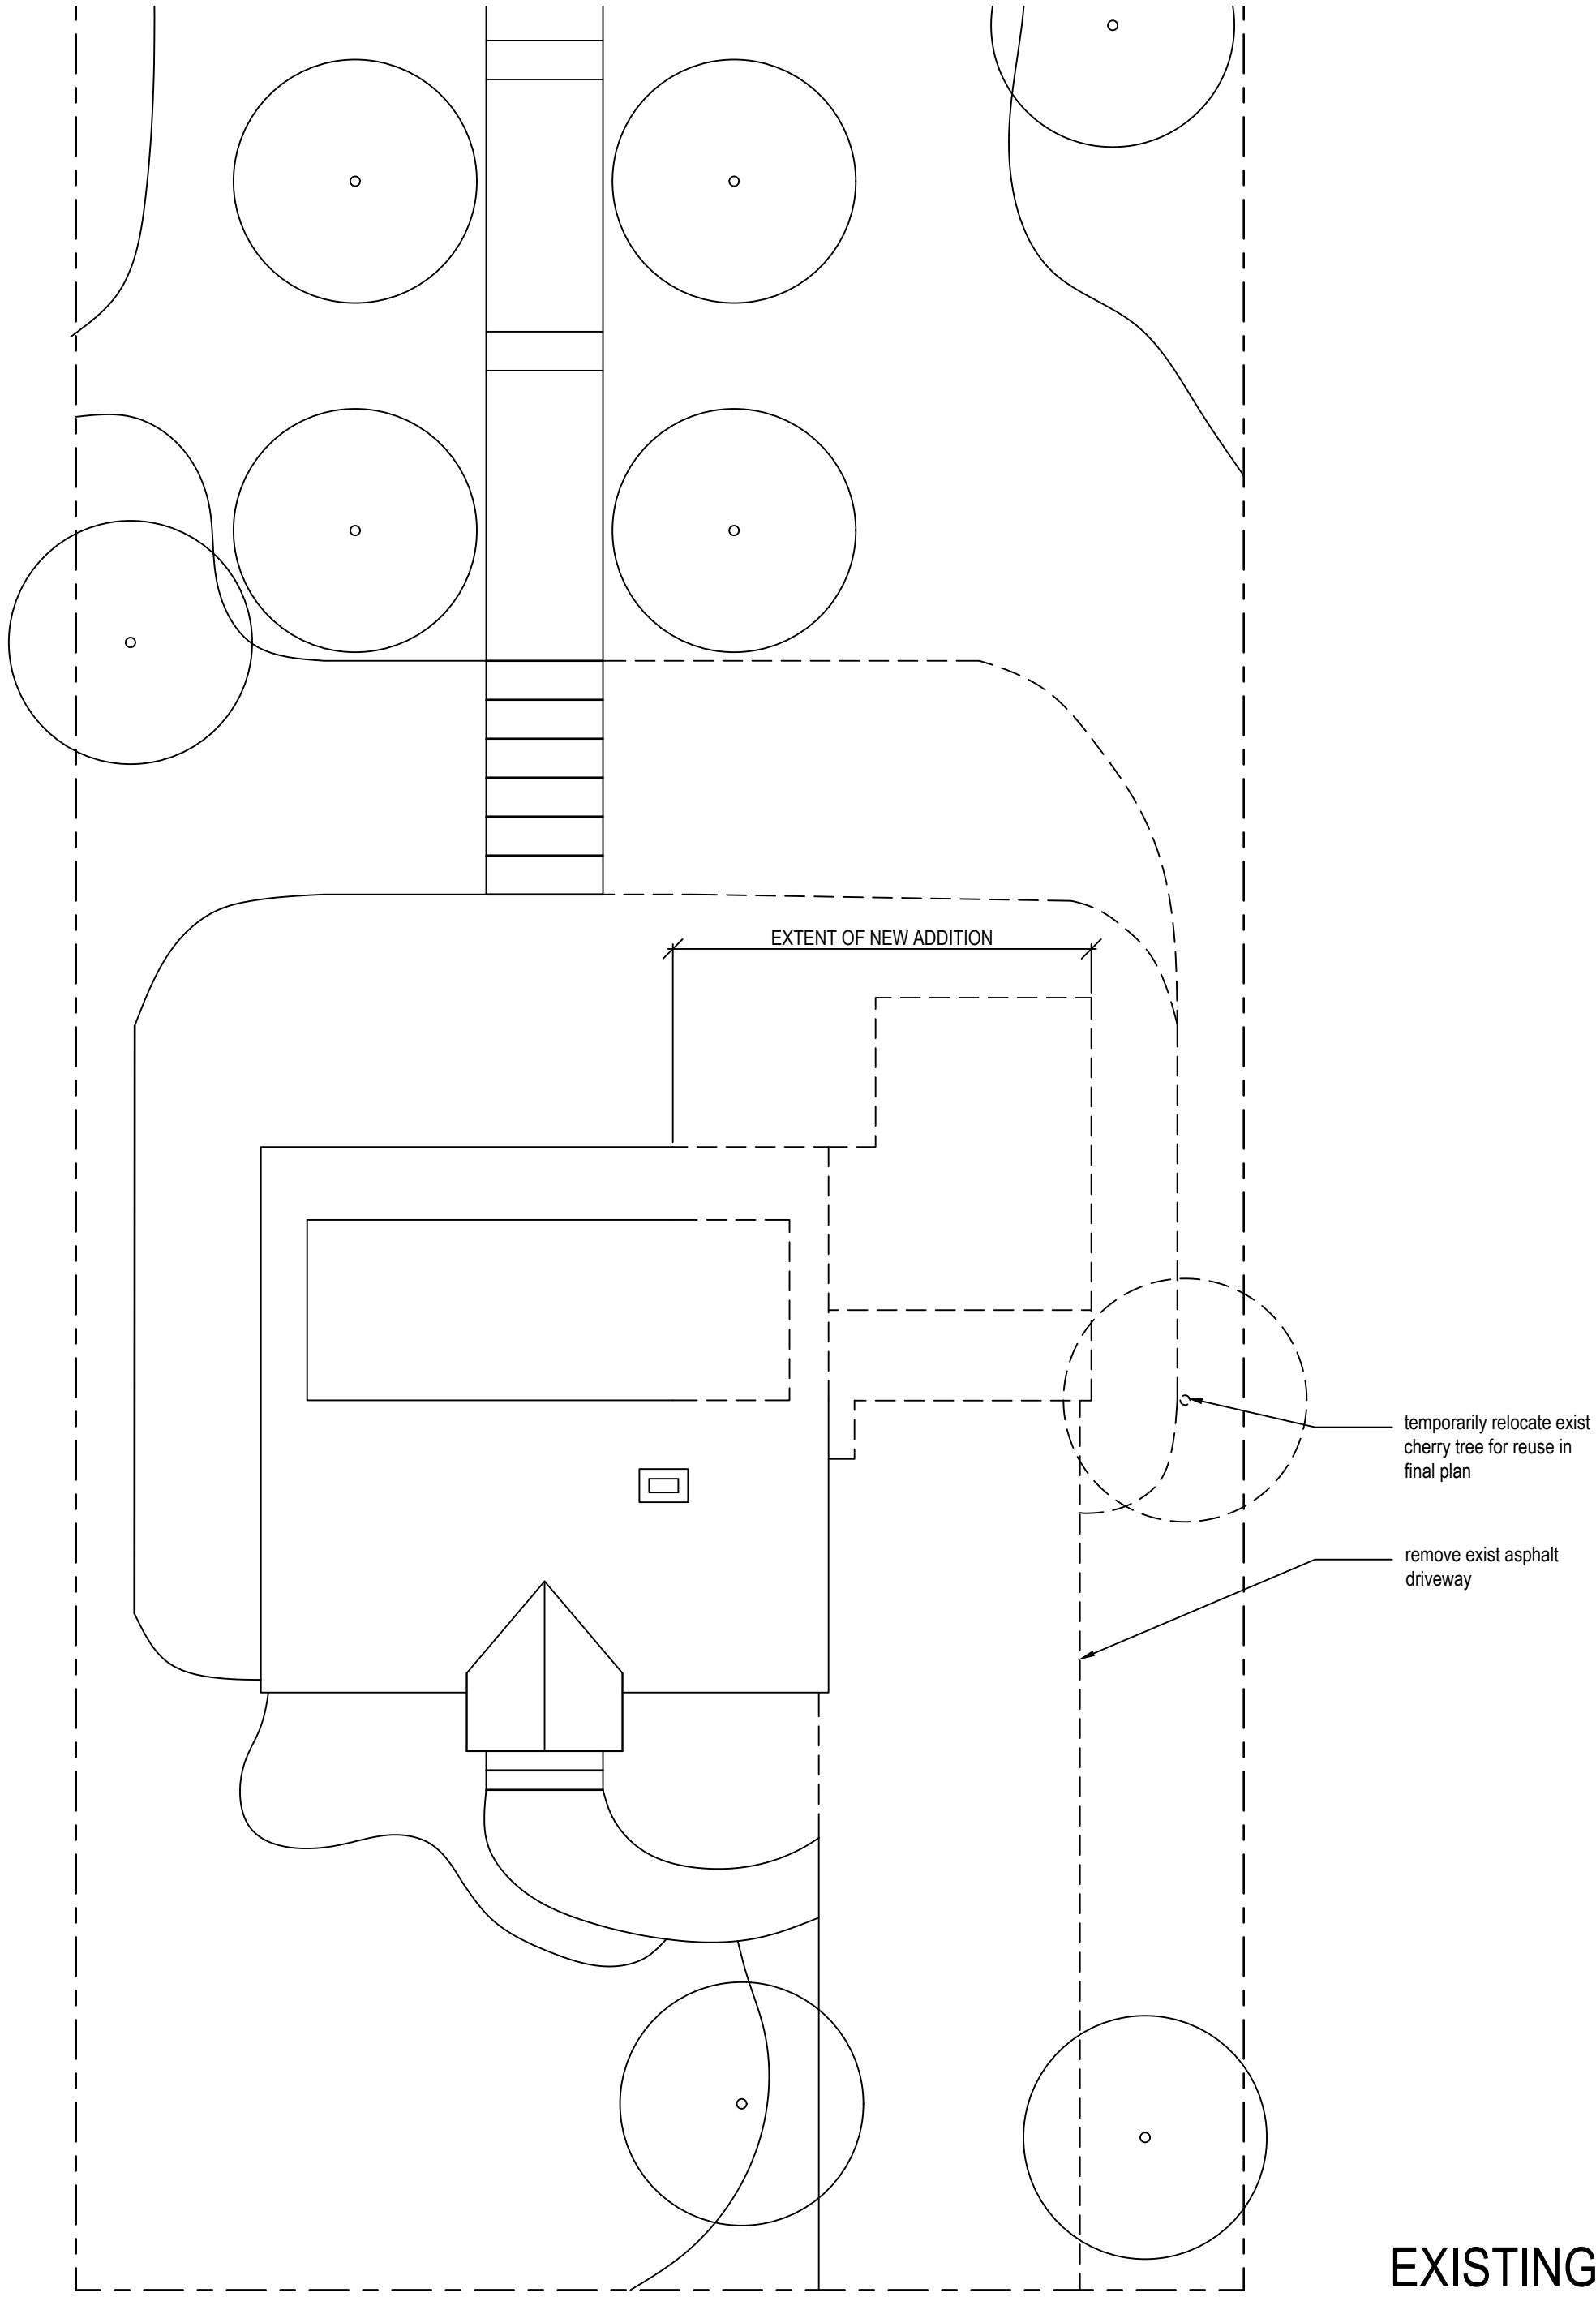 EXTENT OF NEW ADDITION
temporarily relocate exist
cherry tree for reuse in
final plan
remove exist asphalt
driveway
EXISTING